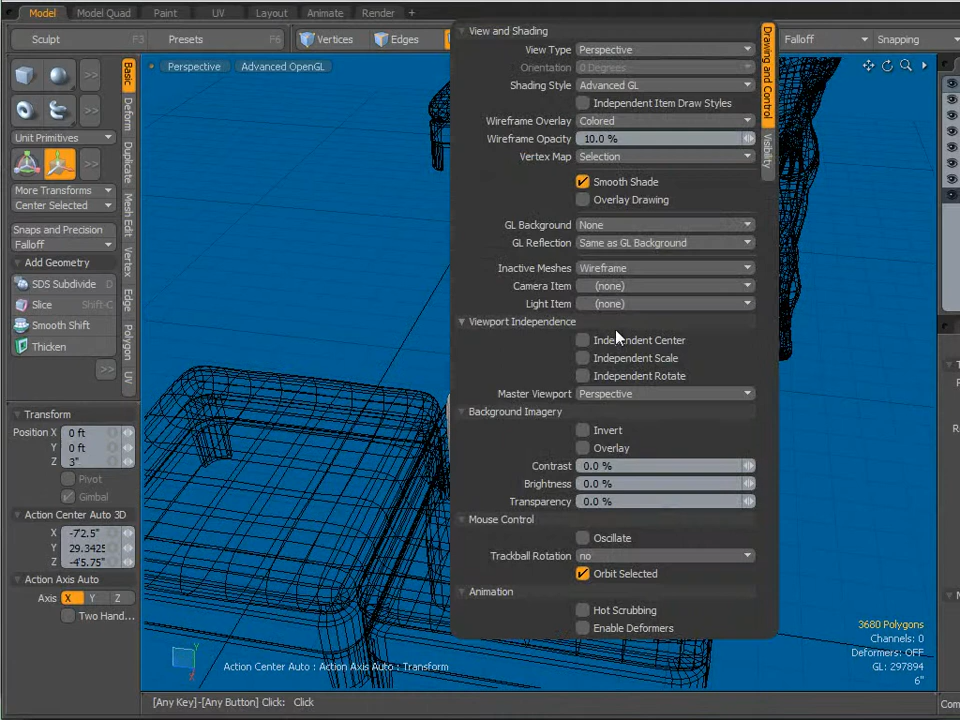 Model Model Quad Paint UV Layout Animate Render +
Sculpt F3 Presets F6 Vertices Edges Falloff Snapping
Perspective Advanced OpenGL
>>
>>
Unit Primitives
>>
More Transforms
Center Selected
Snaps and Precision
Falloff
Add Geometry
SDS Subdivide D
Slice Shift-C
Smooth Shift
Thicken
>>
Basic
Deform
Duplicate
Mesh Edit
Vertex
Edge
Polygon
UV
Transform
Position X 0 ft
Y 0 ft
Z 3"
Pivot
Gimbal
Action Center Auto 3D
X -72.5"
Y 29.3425
Z -4'5.75"
Action Axis Auto
Axis X Y Z
Two Hand...
View and Shading
View Type Perspective
Orientation 0 Degrees
Shading Style Advanced GL
Independent Item Draw Styles
Wireframe Overlay Colored
Wireframe Opacity 10.0 %
Vertex Map Selection
Smooth Shade
Overlay Drawing
GL Background None
GL Reflection Same as GL Background
Inactive Meshes Wireframe
Camera Item (none)
Light Item (none)
Viewport Independence
Independent Center
Independent Scale
Independent Rotate
Master Viewport Perspective
Background Imagery
Invert
Overlay
Contrast 0.0 %
Brightness 0.0 %
Transparency 0.0 %
Mouse Control
Oscillate
Trackball Rotation no
Orbit Selected
Animation
Hot Scrubbing
Enable Deformers
Drawing and Control
Visibility
3680 Polygons
Channels: 0
Deformers: OFF
GL: 297894
6"
Action Center Auto : Action Axis Auto : Transform
[Any Key]-[Any Button] Click: Click
Com